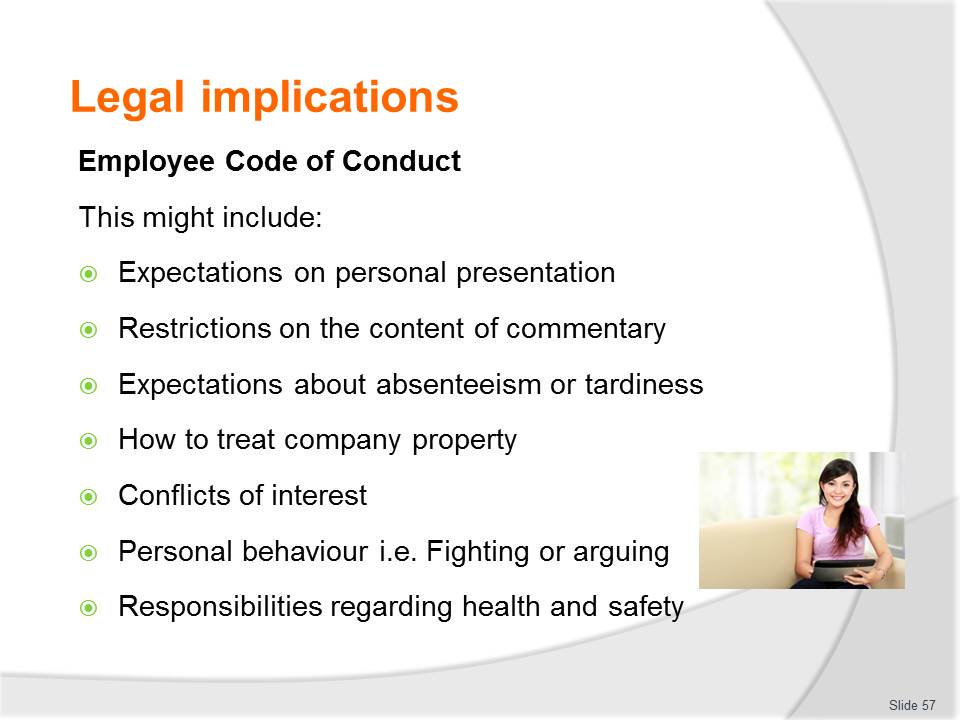 Legal implications
Employee Code of Conduct
This might include:
Expectations on personal presentation
Restrictions on the content of commentary
Expectations about absenteeism or tardiness
How to treat company property
Conflicts of interest
Personal behaviour i.e. Fighting or arguing
Responsibilities regarding health and safety
Slide 57